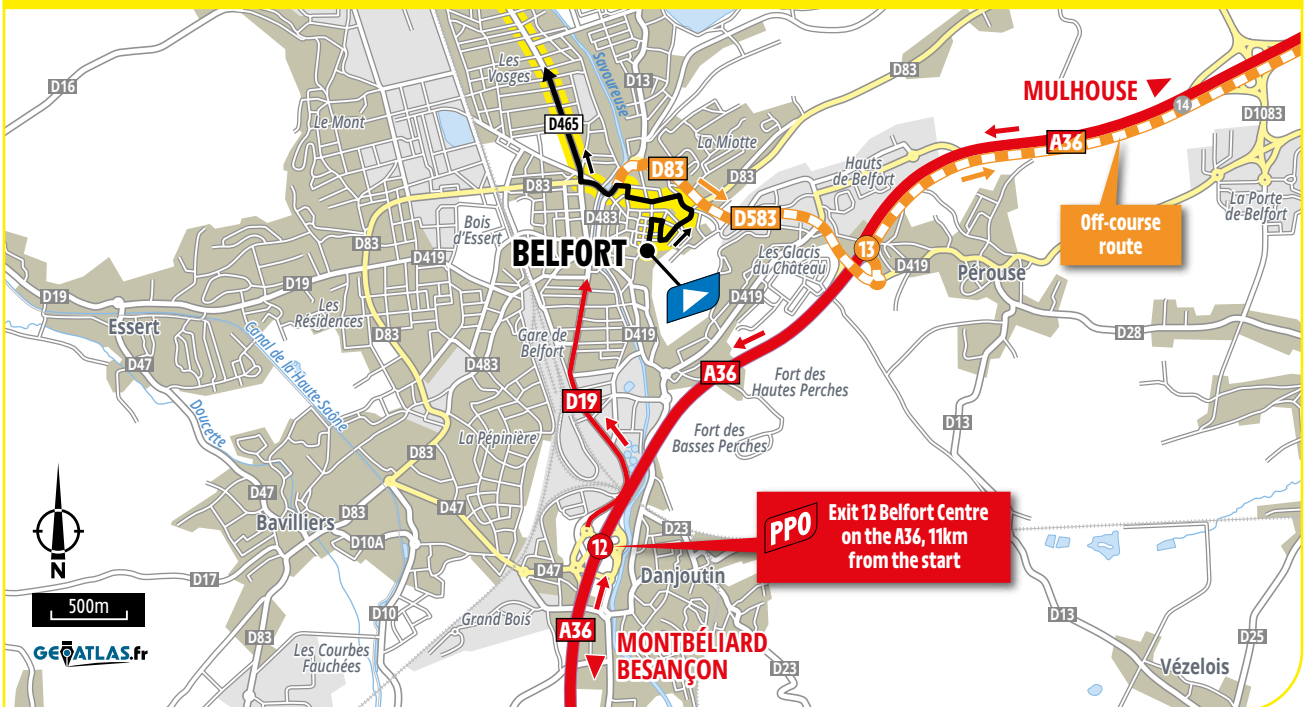 D16
Les
Vosges
Savoureuse
D13
D83
MULHOUSE
14
D1083
Le Mont
D465
A36
La Miotte
Hauts
de Belfort
D83
D83
D83
La Porte
de Belfort
Bois
d'Essert
D483
D583
Off-course
route
D83
BELFORT
13
D419
Les Glacis
du Château
D419
Pérouse
D19
D19
D419
Les
Résidences
Essert
Gare de
Belfort
D419
D28
D83
D47
D483
Canal de la Haute-Saône
A36
Fort des
Hautes Perches
D19
Doucette
La Pépinière
Fort des
Basses Perches
D13
D83
D47
D47
Bavilliers
D83
D10A
D23
PPO
Exit 12 Belfort Centre
on the A36, 11km
from the start
12
N
D17
D47
Danjoutin
500m
D10
Grand Bois
D13
GEOATLAS.fr
D83
Les Courbes
Fauchées
A36
MONTBÉLIARD
BESANÇON
D23
D25
Vézelois